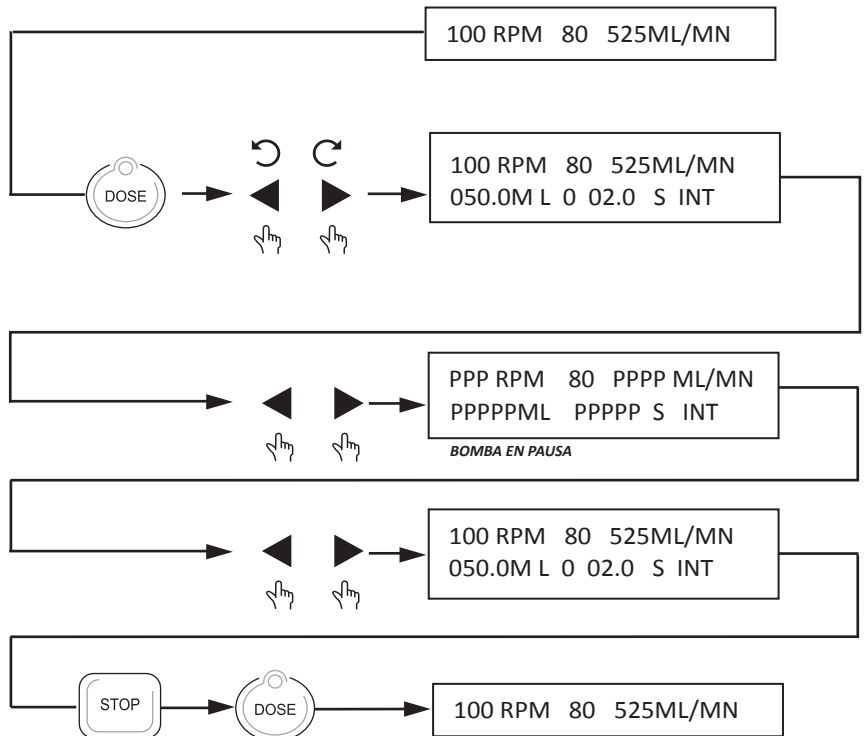 100 RPM 80 525ML/MN
DOSE
100 RPM 80 525ML/MN
050.0M L 0 02.0 S INT
PPP RPM 80 PPPP ML/MN
PPPPPML PPPPP S INT
BOMBA EN PAUSA
100 RPM 80 525ML/MN
050.0M L 0 02.0 S INT
STOP
DOSE
100 RPM 80 525ML/MN